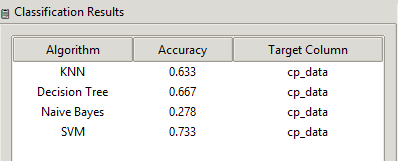 Classification Results
Algorithm Accuracy Target Column
KNN 0.633 cp_data
Decision Tree 0.667 cp_data
Naive Bayes 0.278 cp_data
SVM 0.733 cp_data